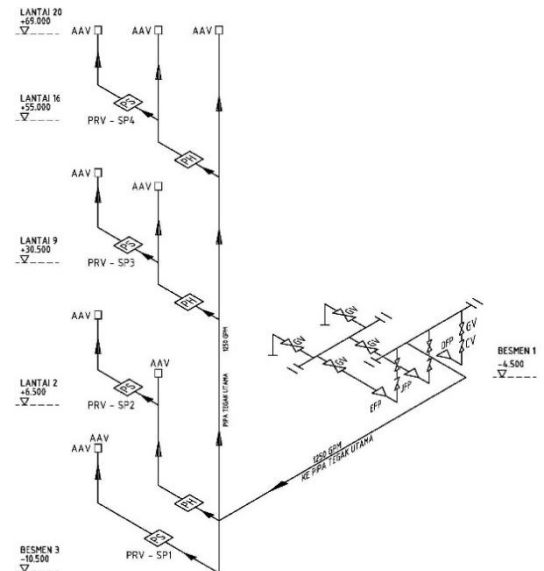 LANTAI 20
+69.000
AAV AAV AAV
LANTAI 16
+55.000
PS
PRV - SP4
PH
AAV
AAV
LANTAI 9
+30.500
PS
PRV - SP3
PH
1250 GPM
PIPA TEGAK UTAMA
GV
GV
GV
GV
DFP
GV
CV
JFP
EFP
BESMEN 1
-4.500
AAV
AAV
LANTAI 2
+6.500
PS
PRV - SP2
PH
1250 GPM
KE PIPA TEGAK UTAMA
AAV
AAV
PS
PRV - SP1
BESMEN 3
-10.500